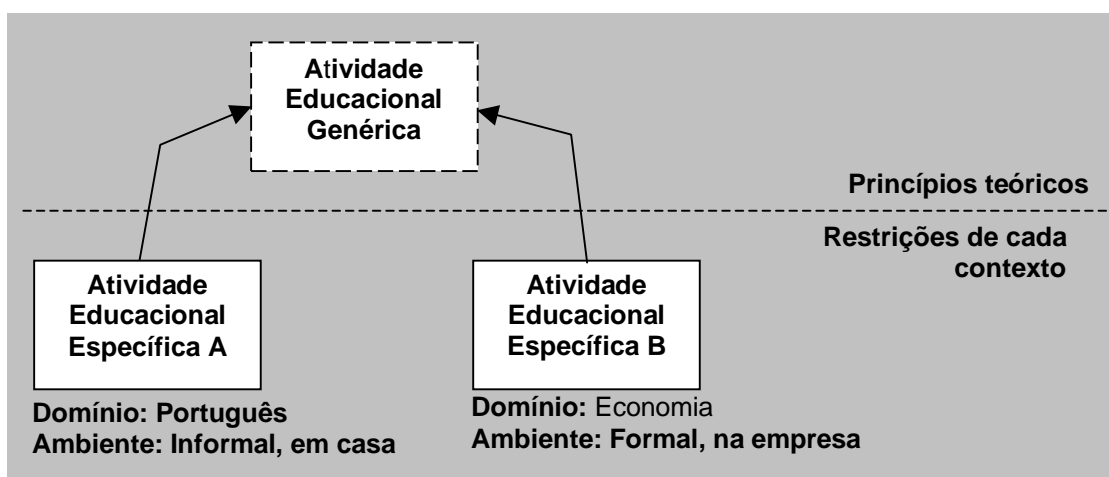 Atividade
Educacional
Genérica
Princípios teóricos
Restrições de cada
contexto
Atividade
Educacional
Específica A
Domínio: Português
Ambiente: Informal, em casa
Atividade
Educacional
Específica B
Domínio: Economia
Ambiente: Formal, na empresa